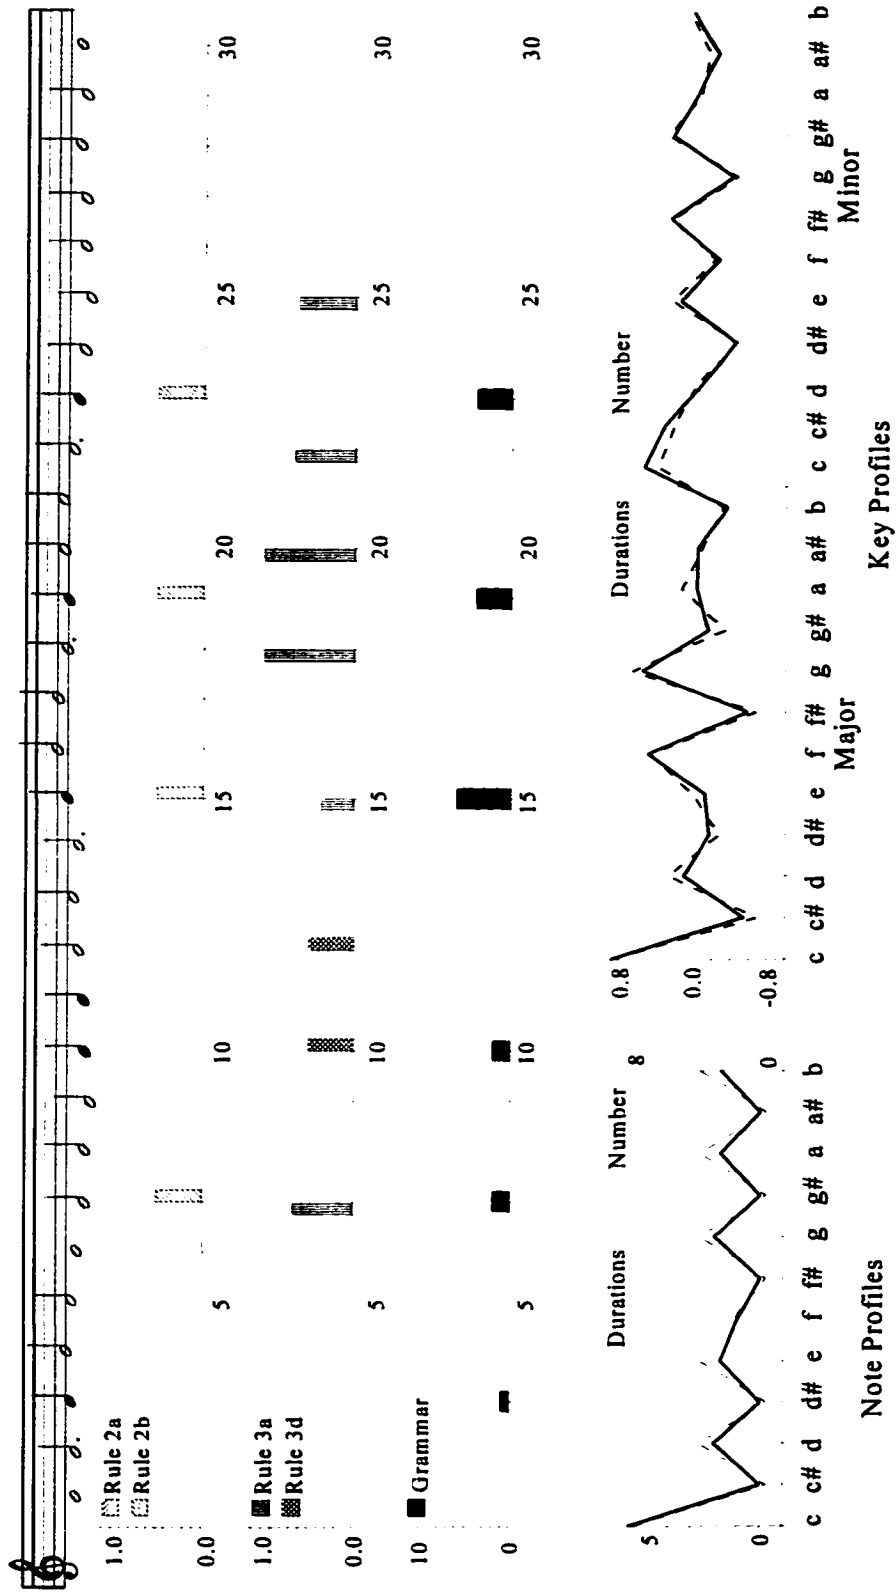 1.0
Rule 2a
Rule 2b
0.0
5 10 15 20 25 30
1.0
Rule 3a
Rule 3d
0.0
5 10 15 20 25 30
10
Grammar
0
5 10 15 20 25 30
Durations Number
5 8
0 0
c c# d d# e f f# g g# a a# b
Note Profiles
Durations Number
0.8
0.0
-0.8
c c# d d# e f f# g g# a a# b c c# d d# e f f# g g# a a# b
Major Minor
Key Profiles